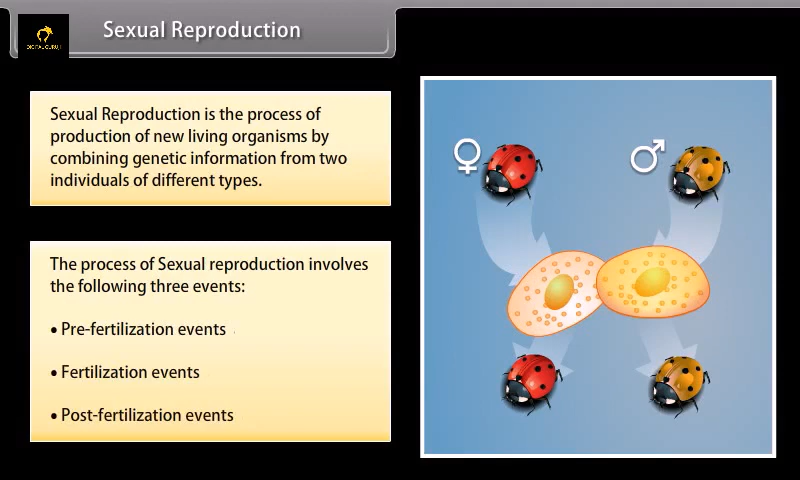 Sexual Reproduction
DIGITAL GURUJI
Sexual Reproduction is the process of
production of new living organisms by
combining genetic information from two
individuals of different types.
The process of Sexual reproduction involves
the following three events:
• Pre-fertilization events
• Fertilization events
• Post-fertilization events
♀
♂